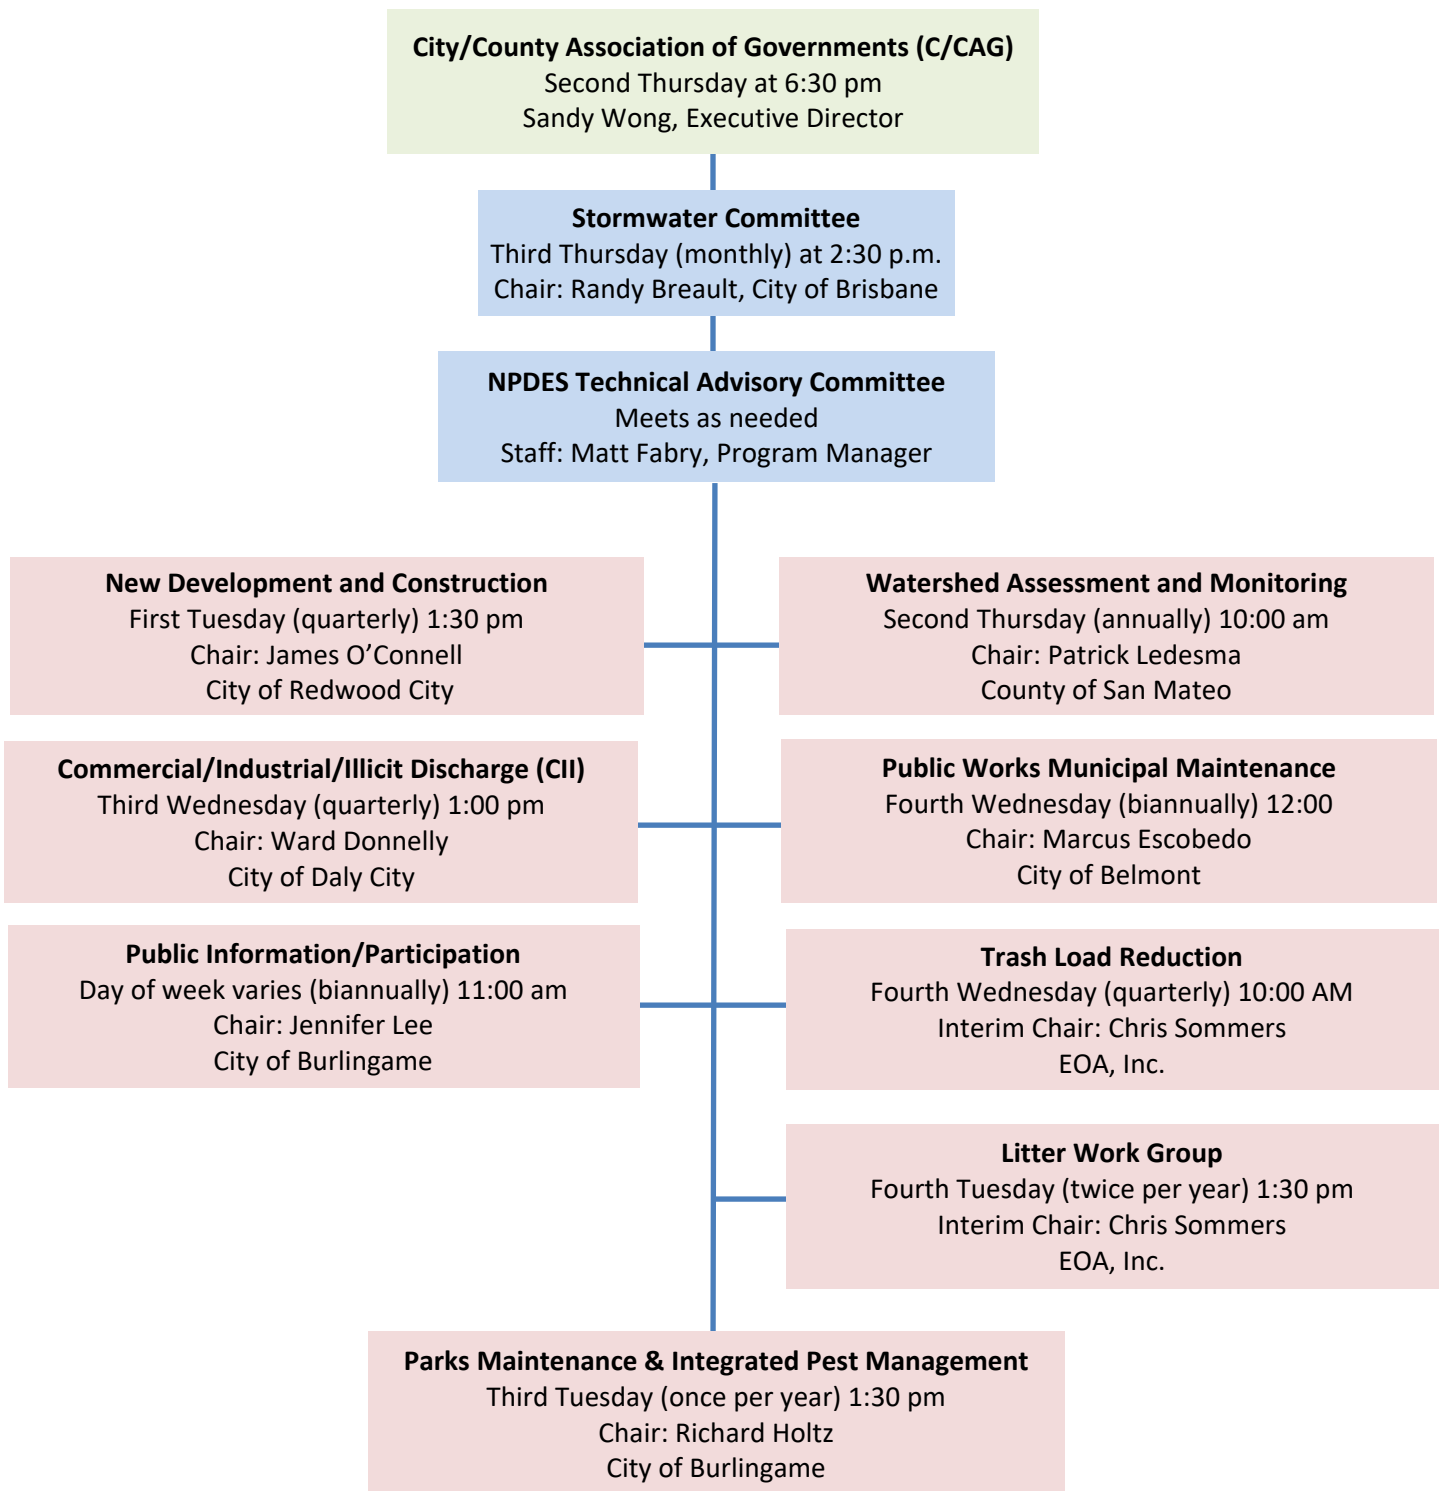 City/County Association of Governments (C/CAG)
Second Thursday at 6:30 pm
Sandy Wong, Executive Director
Stormwater Committee
Third Thursday (monthly) at 2:30 p.m.
Chair: Randy Breault, City of Brisbane
NPDES Technical Advisory Committee
Meets as needed
Staff: Matt Fabry, Program Manager
New Development and Construction
First Tuesday (quarterly) 1:30 pm
Chair: James O’Connell
City of Redwood City
Watershed Assessment and Monitoring
Second Thursday (annually) 10:00 am
Chair: Patrick Ledesma
County of San Mateo
Commercial/Industrial/Illicit Discharge (CII)
Third Wednesday (quarterly) 1:00 pm
Chair: Ward Donnelly
City of Daly City
Public Works Municipal Maintenance
Fourth Wednesday (biannually) 12:00
Chair: Marcus Escobedo
City of Belmont
Public Information/Participation
Day of week varies (biannually) 11:00 am
Chair: Jennifer Lee
City of Burlingame
Trash Load Reduction
Fourth Wednesday (quarterly) 10:00 AM
Interim Chair: Chris Sommers
EOA, Inc.
Litter Work Group
Fourth Tuesday (twice per year) 1:30 pm
Interim Chair: Chris Sommers
EOA, Inc.
Parks Maintenance & Integrated Pest Management
Third Tuesday (once per year) 1:30 pm
Chair: Richard Holtz
City of Burlingame